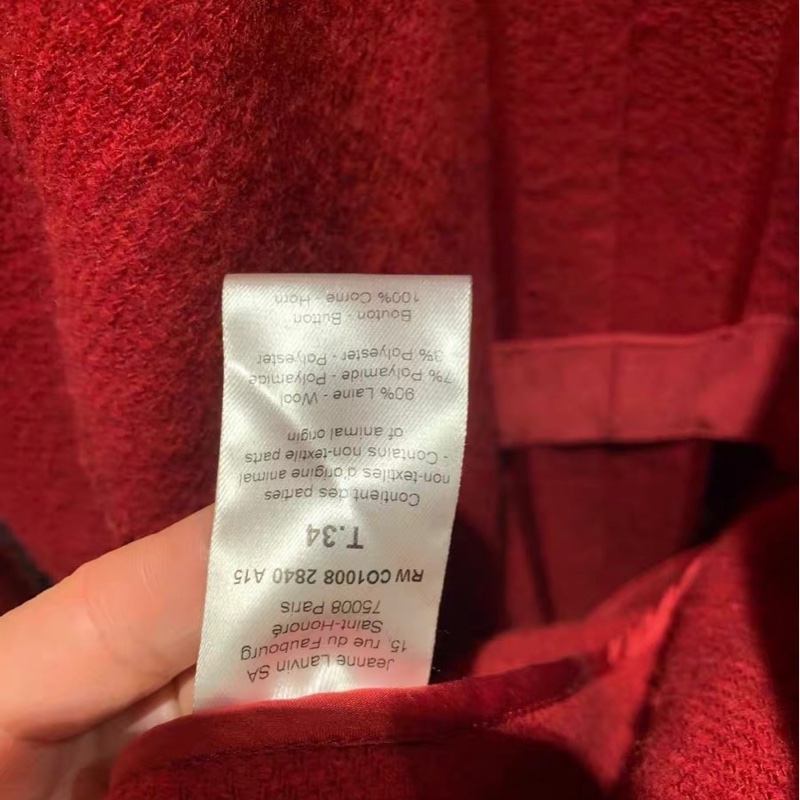 Jeanne Lanvin SA
15, rue du Faubourg
Saint-Honoré
75008 Paris
RW CO1008 2840 A15
T.34
Contient des parties
non-textiles d'origine animal
- Contains non-textile parts
of animal origin
90% Laine - Wool
7% Polyamide - Polyamide
3% Polyester - Polyester
Bouton - Button
100% Corne - Horn